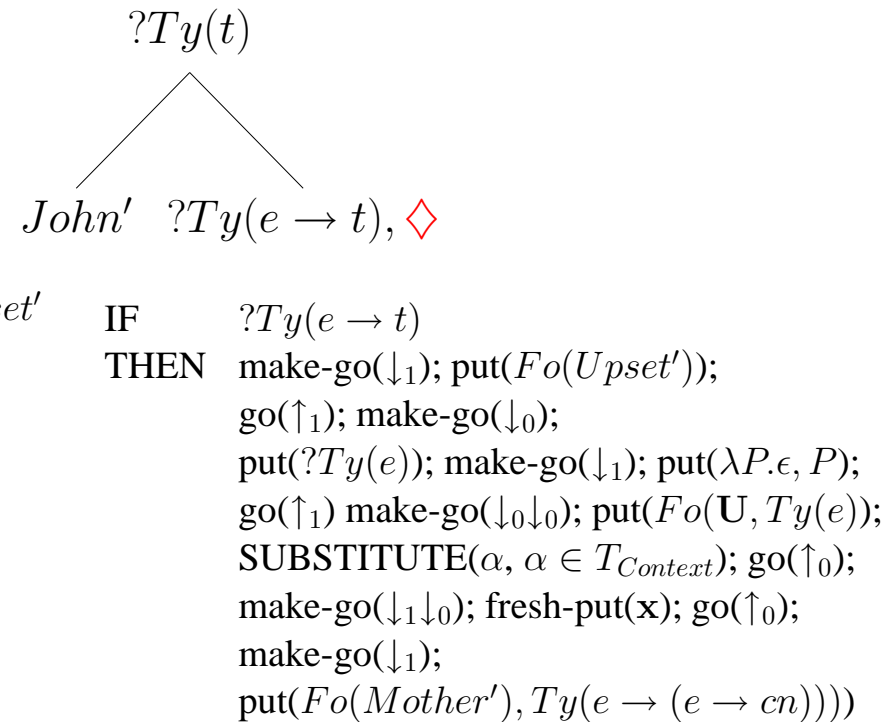 ?Ty(t)
John′ ?Ty(e → t), ♢
set′ IF ?Ty(e → t)
THEN make-go(↓₁); put(Fo(Upset′));
go(↑₁); make-go(↓₀);
put(?Ty(e)); make-go(↓₁); put(λP.ϵ, P);
go(↑₁) make-go(↓₀↓₀); put(Fo(U, Ty(e));
SUBSTITUTE(α, α ∈ T_Context); go(↑₀);
make-go(↓₁↓₀); fresh-put(x); go(↑₀);
make-go(↓₁);
put(Fo(Mother′), Ty(e → (e → cn))))